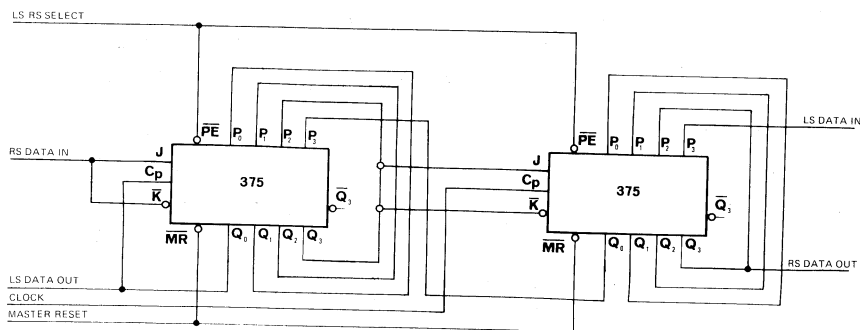 LS RS SELECT
PE P0 P1 P2 P3
PE P0 P1 P2 P3
LS DATA IN
RS DATA IN
J
J
Cp
375
Cp
375
K
Q3
K
Q3
MR Q0 Q1 Q2 Q3
MR Q0 Q1 Q2 Q3
RS DATA OUT
LS DATA OUT
CLOCK
MASTER RESET